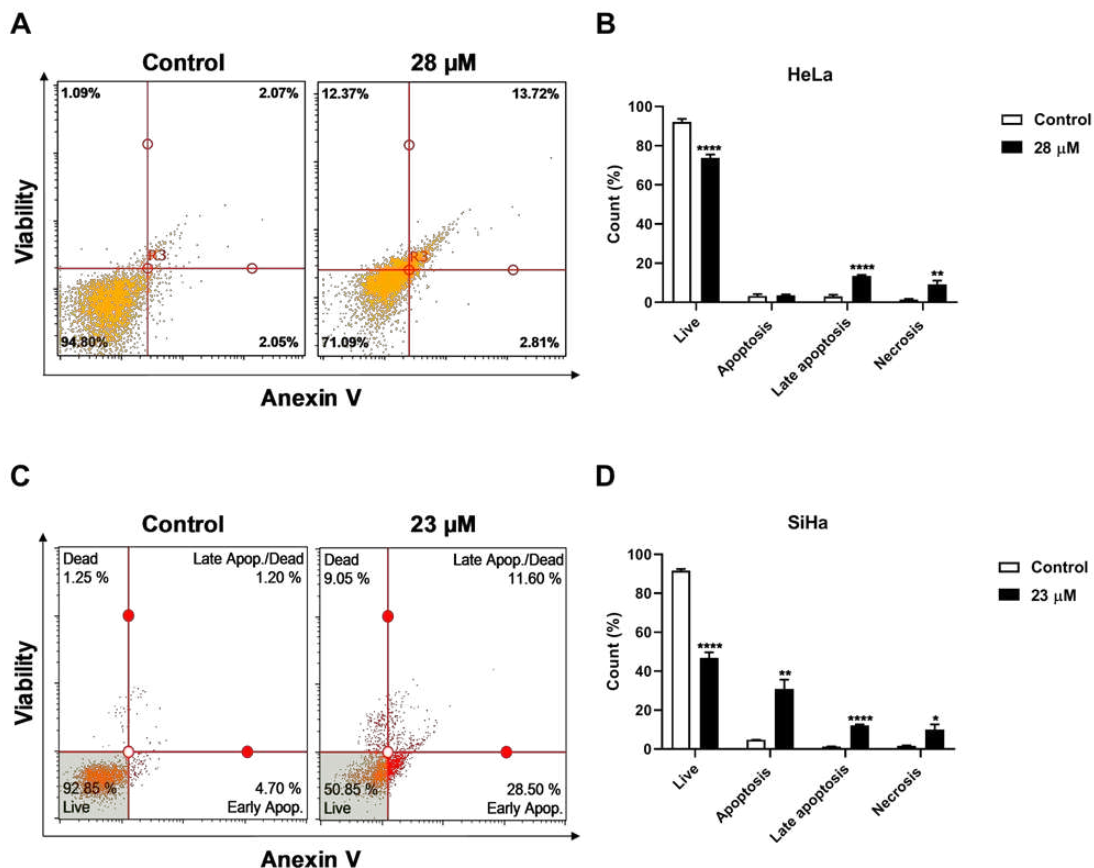 A
Control
28 µM
1.09%
2.07%
12.37%
13.72%
R3
R3
94.80%
2.05%
71.09%
2.81%
Viability
Anexin V
B
HeLa
Control
28 µM
Count (%)
100
80
60
40
20
0
****
****
**
Live
Apoptosis
Late apoptosis
Necrosis
C
Control
23 µM
Dead
1.25 %
Late Apop./Dead
1.20 %
Dead
9.05 %
Late Apop./Dead
11.60 %
92.85 %
Live
4.70 %
Early Apop.
50.85 %
Live
28.50 %
Early Apop.
Viability
Anexin V
D
SiHa
Control
23 µM
Count (%)
100
80
60
40
20
0
****
**
****
*
Live
Apoptosis
Late apoptosis
Necrosis